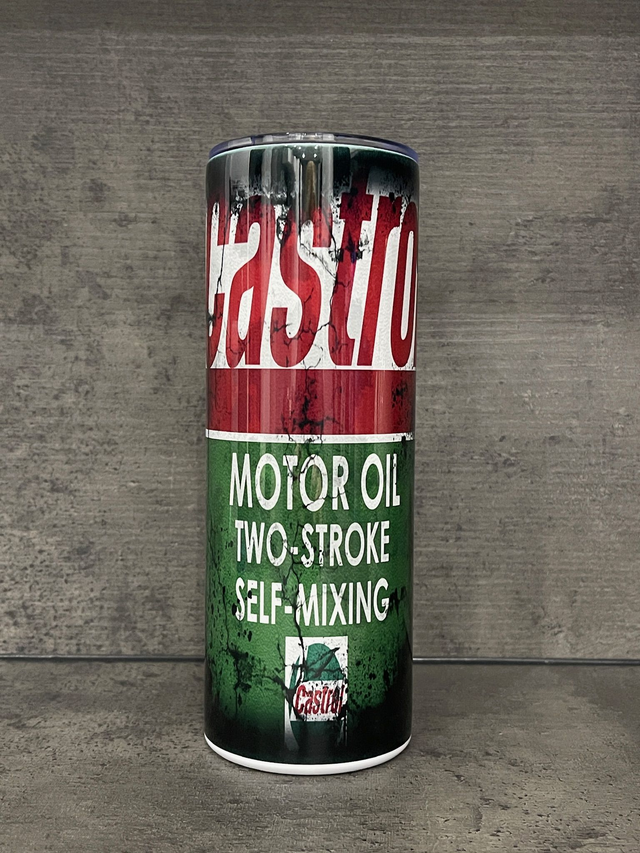 Castro
MOTOR OIL
TWO-STROKE
SELF-MIXING
Castrol